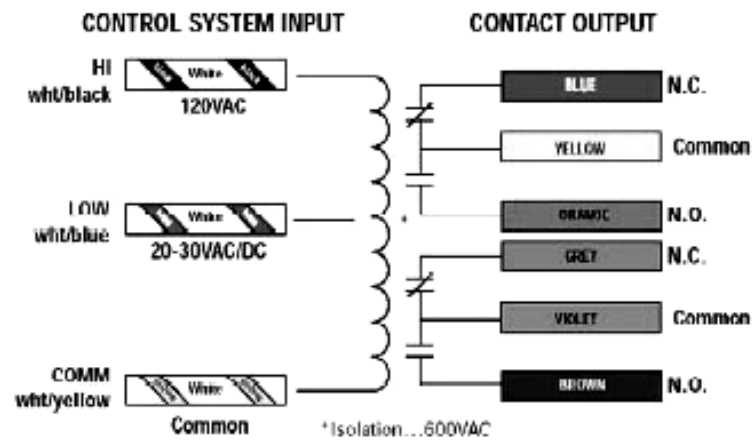 CONTROL SYSTEM INPUT
CONTACT OUTPUT
HI
wht/black
White
120VAC
BLUE
N.C.
YELLOW
Common
LOW
wht/blue
White
20-30VAC/DC
*
ORANGE
N.O.
GREY
N.C.
VIOLET
Common
COMM
wht/yellow
White
Common
BROWN
N.O.
*Isolation...600VAC